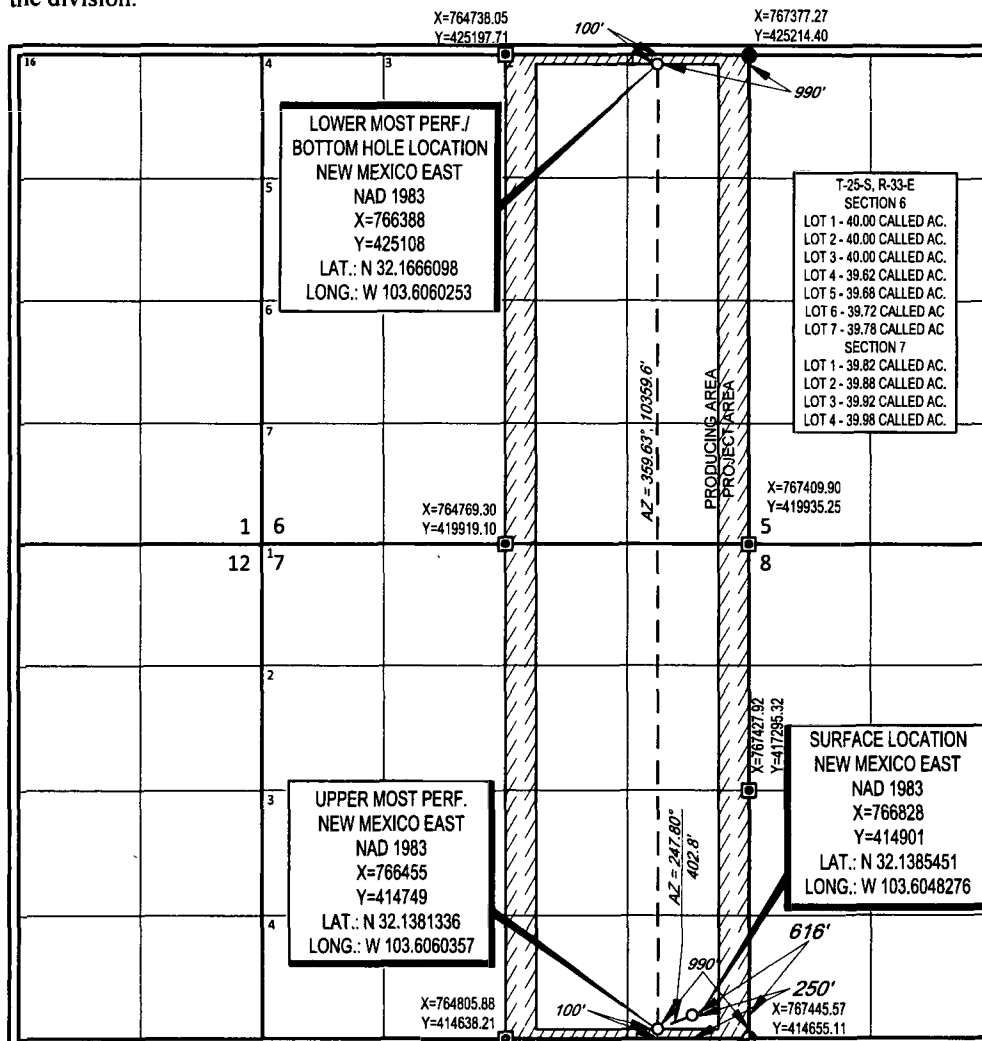 the division.
X=764738.05
Y=425197.71
100'
X=767377.27
Y=425214.40
990'
16
4
3
LOWER MOST PERF./
BOTTOM HOLE LOCATION
NEW MEXICO EAST
NAD 1983
X=766388
Y=425108
LAT.: N 32.1666098
LONG.: W 103.6060253
5
6
7
T-25-S, R-33-E
SECTION 6
LOT 1 - 40.00 CALLED AC.
LOT 2 - 40.00 CALLED AC.
LOT 3 - 40.00 CALLED AC.
LOT 4 - 39.62 CALLED AC.
LOT 5 - 39.68 CALLED AC.
LOT 6 - 39.72 CALLED AC
LOT 7 - 39.78 CALLED AC
SECTION 7
LOT 1 - 39.82 CALLED AC.
LOT 2 - 39.88 CALLED AC.
LOT 3 - 39.92 CALLED AC.
LOT 4 - 39.98 CALLED AC.
AZ = 359.63°, 10359.6'
PRODUCING AREA
PROJECT AREA
X=764769.30
Y=419919.10
X=767409.90
Y=419935.25
1 6
5
12 7
8
1
2
3
4
X=767427.92
Y=417295.32
SURFACE LOCATION
NEW MEXICO EAST
NAD 1983
X=766828
Y=414901
LAT.: N 32.1385451
LONG.: W 103.6048276
UPPER MOST PERF.
NEW MEXICO EAST
NAD 1983
X=766455
Y=414749
LAT.: N 32.1381336
LONG.: W 103.6060357
AZ = 247.80°
402.8'
616'
990'
250'
X=764805.88
Y=414638.21
100'
X=767445.57
Y=414655.11